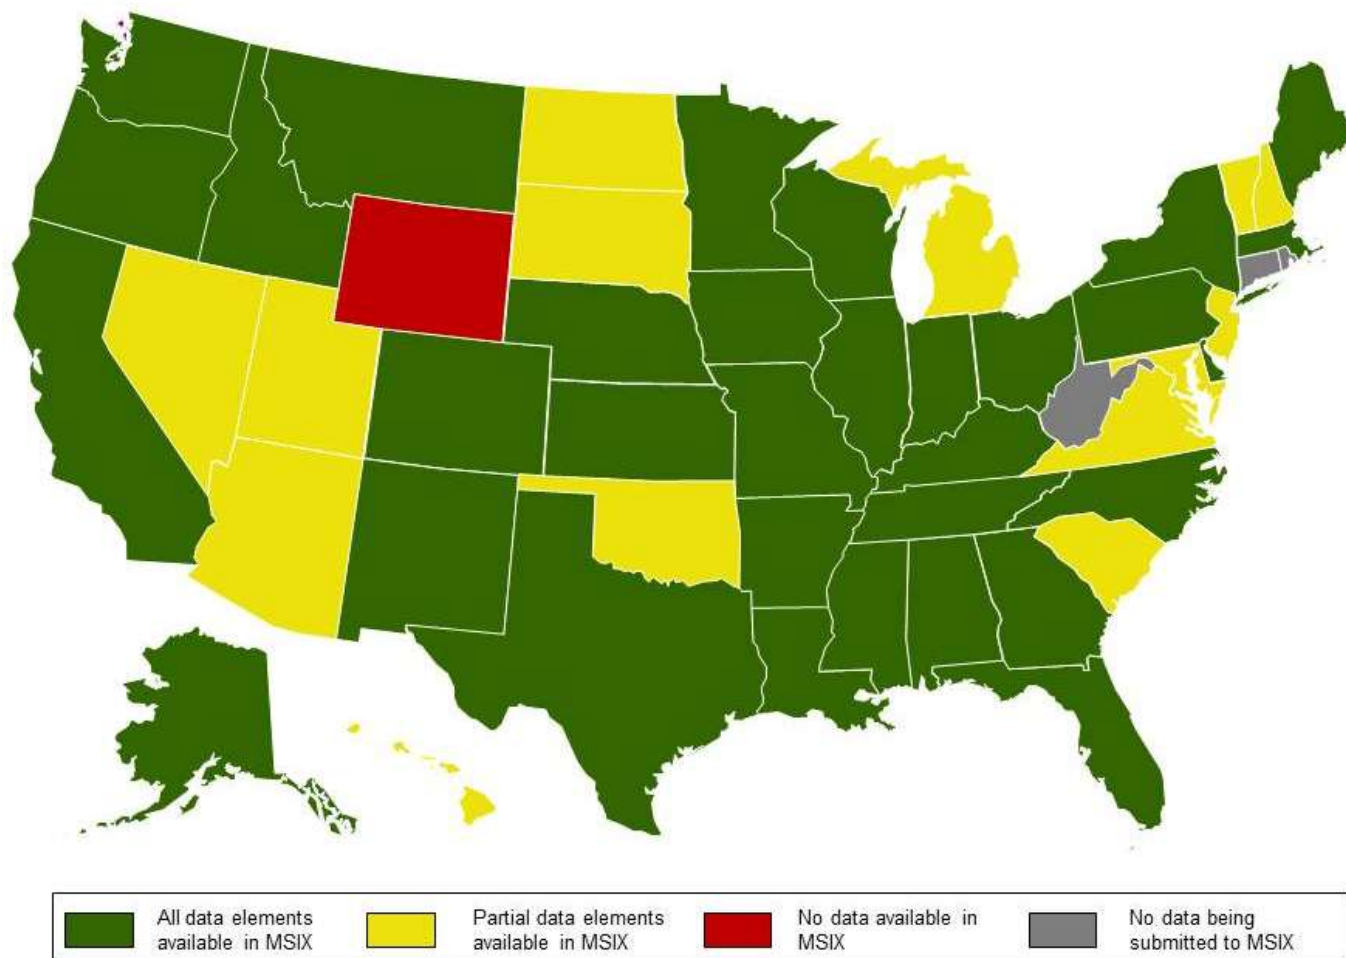 All data elements
available in MSIX
Partial data elements
available in MSIX
No data available in
MSIX
No data being
submitted to MSIX